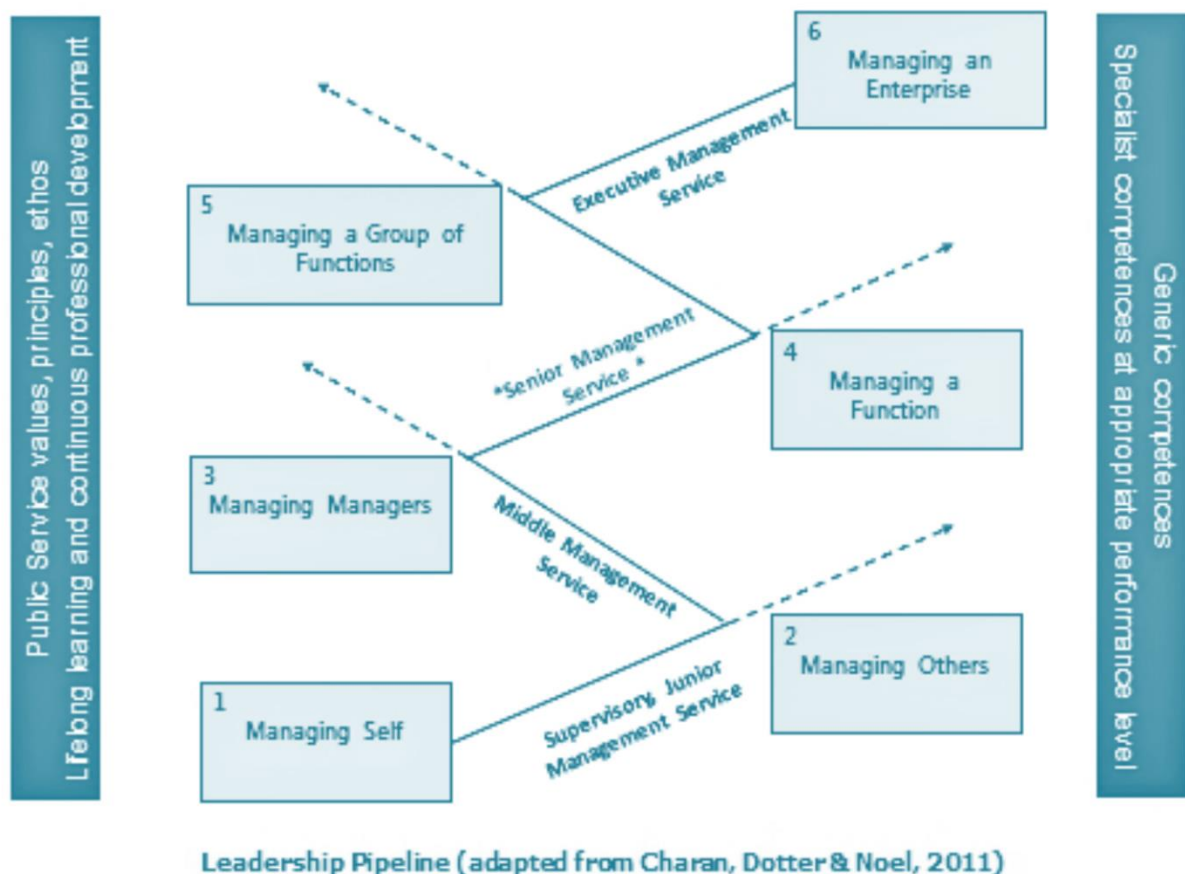 Public Service values, principles, ethos
Lifelong learning and continuous professional development
6
Managing an
Enterprise
Executive Management
Service
5
Managing a Group of
Functions
*Senior Management
Service *
4
Managing a
Function
3
Managing Managers
Middle Management
Service
2
Managing Others
1
Managing Self
Supervisory, Junior
Management Service
Generic competences
Specialist competences at appropriate performance level
Leadership Pipeline (adapted from Charan, Dotter & Noel, 2011)